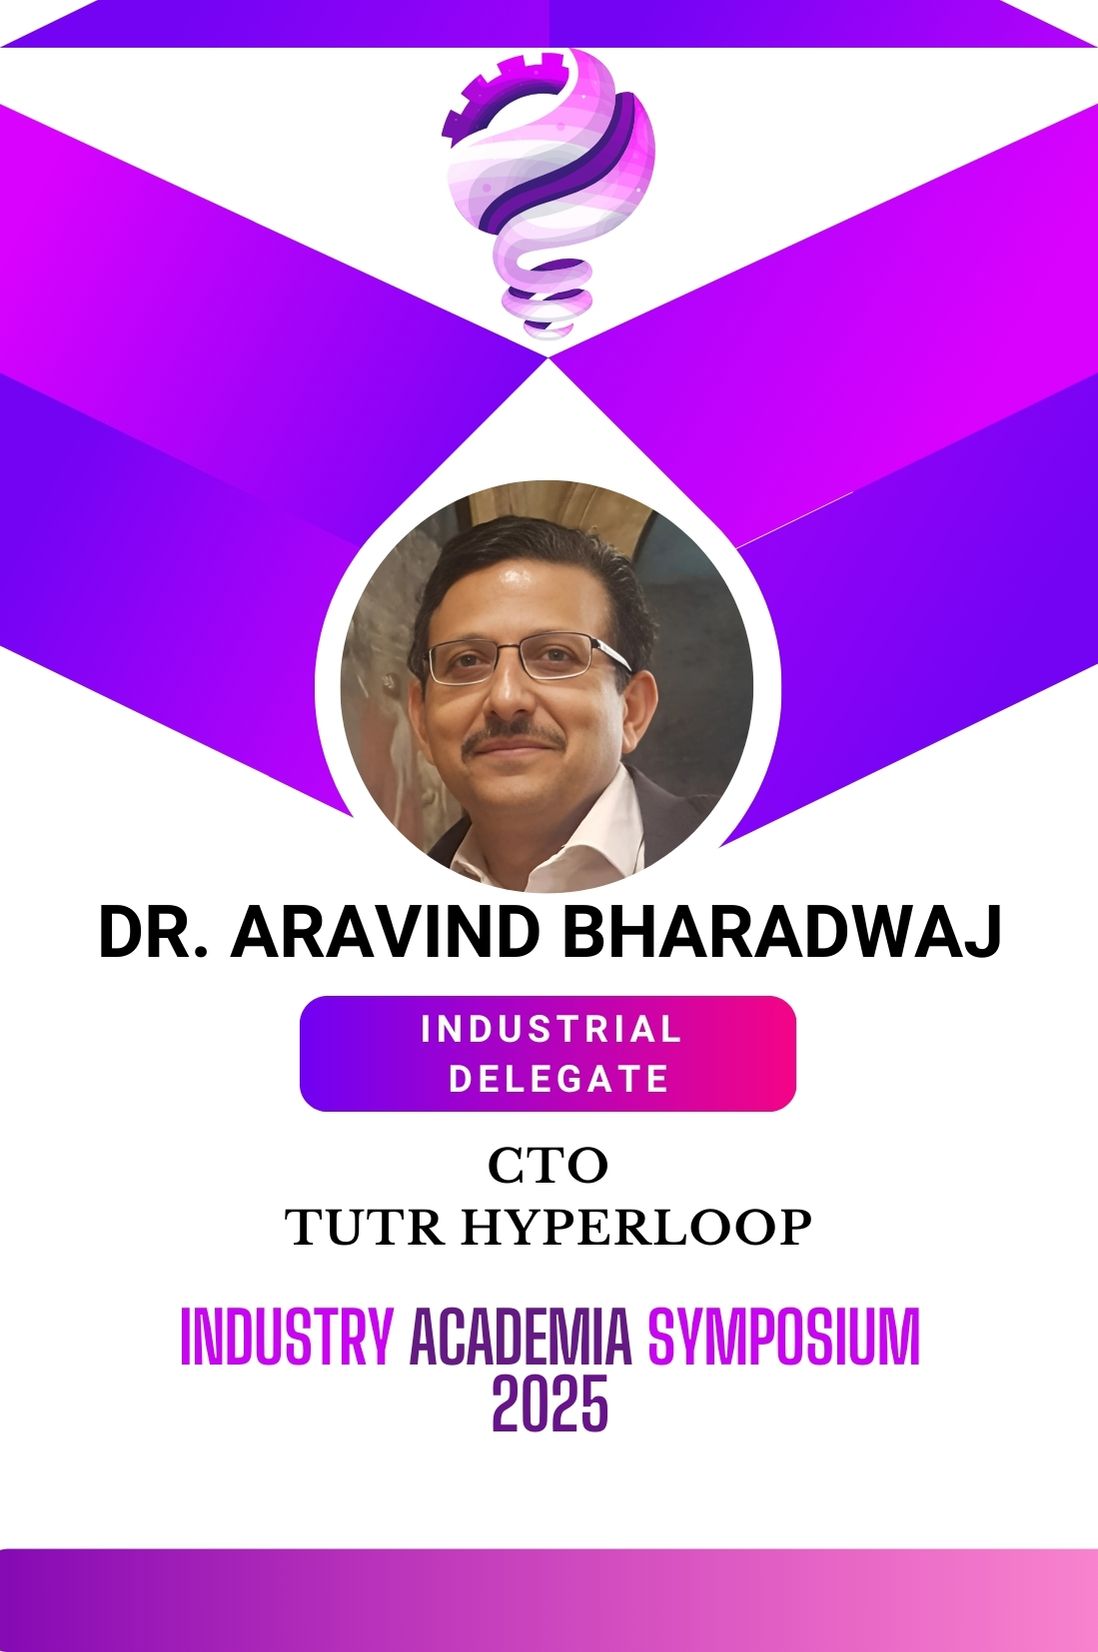 DR. ARAVIND BHARADWAJ
INDUSTRIAL
DELEGATE
CTO
TUTR HYPERLOOP
INDUSTRY ACADEMIA SYMPOSIUM
2025